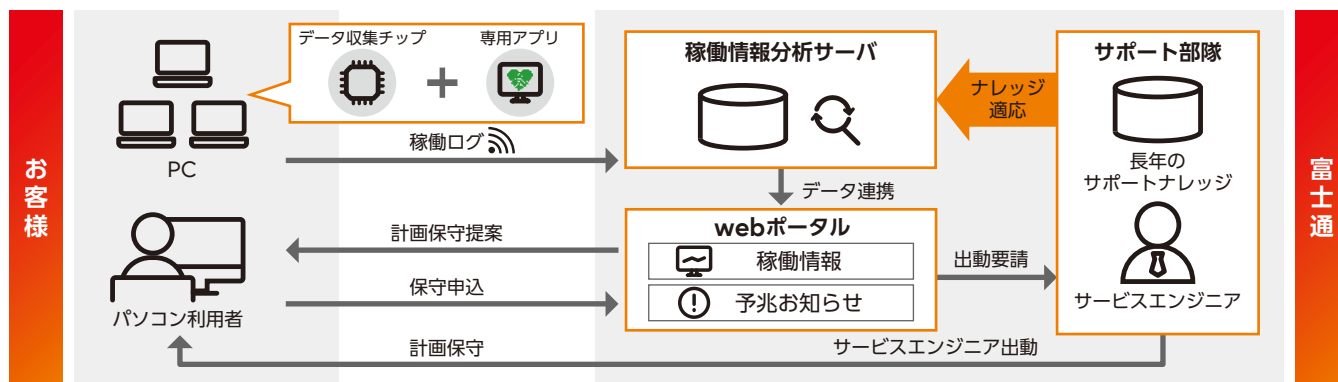 お客様
データ収集チップ
専用アプリ
PC
稼働ログ
稼働情報分析サーバ
ナレッジ
適応
サポート部隊
長年の
サポートナレッジ
データ連携
webポータル
稼働情報
予兆お知らせ
計画保守提案
保守申込
パソコン利用者
出動要請
サービスエンジニア
計画保守
サービスエンジニア出動
富士通